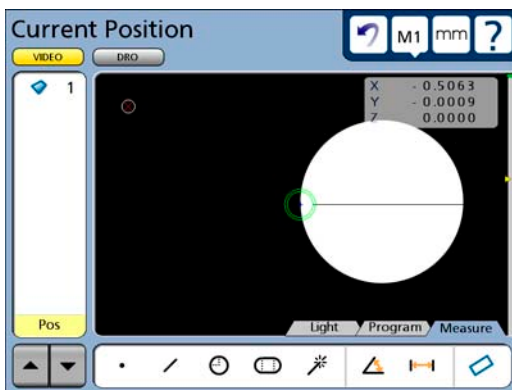 Current Position
M1 mm ?
VIDEO DRO
1
X - 0.5063
Y - 0.0009
Z 0.0000
Pos
Light Program Measure